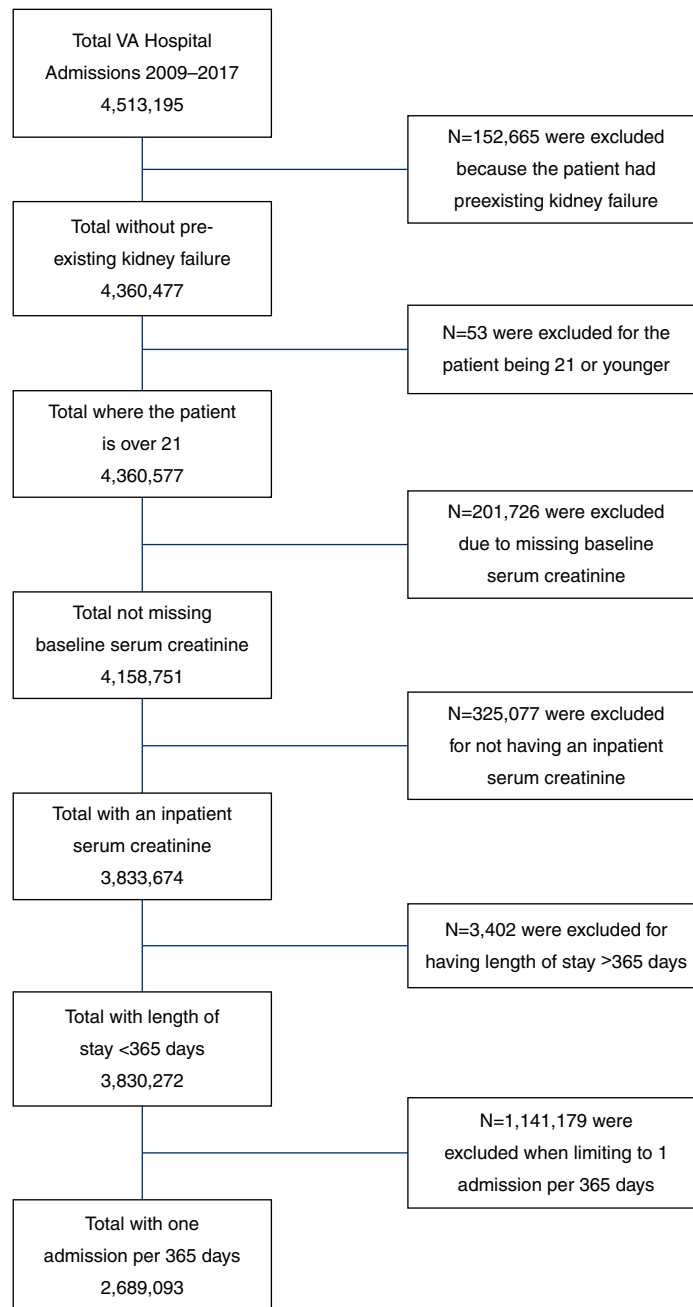 Total VA Hospital
Admissions 2009–2017
4,513,195
N=152,665 were excluded
because the patient had
preexisting kidney failure
Total without pre-
existing kidney failure
4,360,477
N=53 were excluded for the
patient being 21 or younger
Total where the patient
is over 21
4,360,577
N=201,726 were excluded
due to missing baseline
serum creatinine
Total not missing
baseline serum creatinine
4,158,751
N=325,077 were excluded
for not having an inpatient
serum creatinine
Total with an inpatient
serum creatinine
3,833,674
N=3,402 were excluded for
having length of stay >365 days
Total with length of
stay <365 days
3,830,272
N=1,141,179 were
excluded when limiting to 1
admission per 365 days
Total with one
admission per 365 days
2,689,093